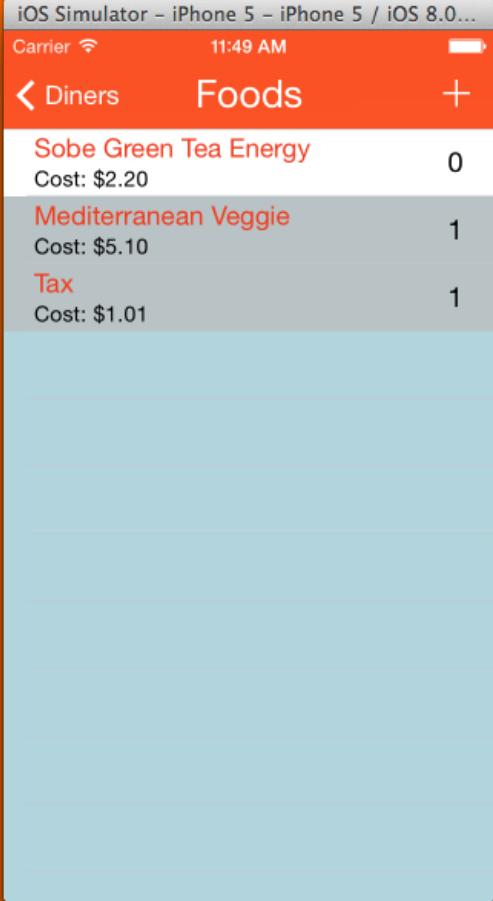 iOS Simulator – iPhone 5 – iPhone 5 / iOS 8.0...
Carrier 11:49 AM
Diners Foods +
Sobe Green Tea Energy
Cost: $2.20 0
Mediterranean Veggie
Cost: $5.10 1
Tax
Cost: $1.01 1